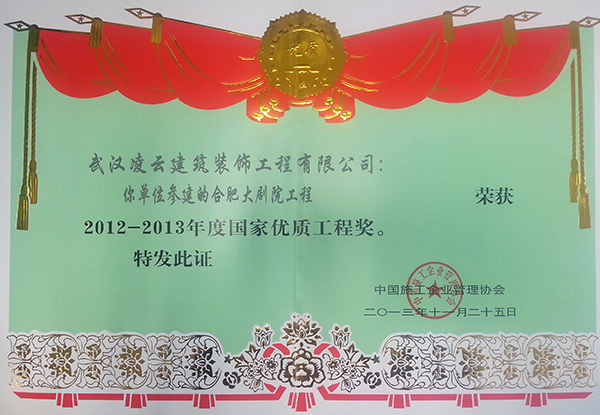 优质
武汉凌云建筑装饰工程有限公司:
你单位参建的合肥大剧院工程 荣获
2012-2013年度国家优质工程奖。
特发此证
中国施工企业管理协会
二〇一三年十一月二十五日